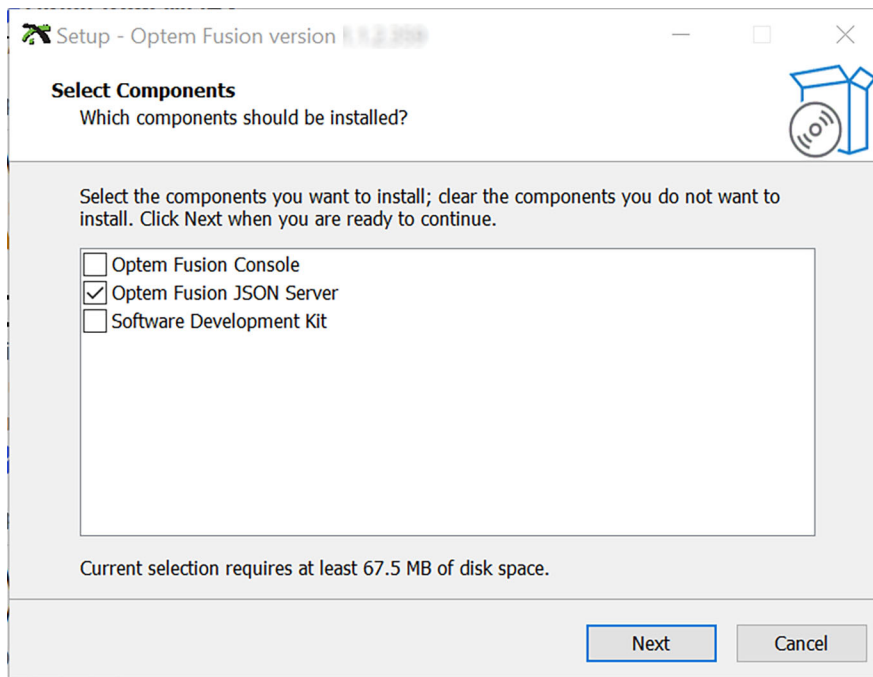 Setup - Optem Fusion version
Select Components
Which components should be installed?
Select the components you want to install; clear the components you do not want to
install. Click Next when you are ready to continue.
Optem Fusion Console
Optem Fusion JSON Server
Software Development Kit
Current selection requires at least 67.5 MB of disk space.
Next
Cancel